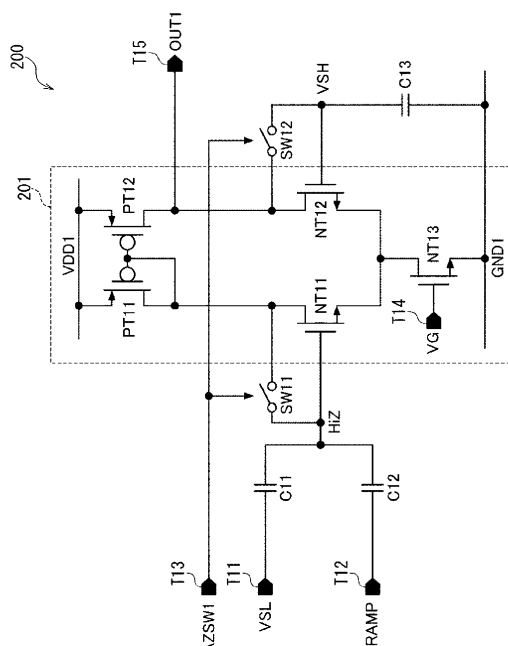 200
201
VDD1
PT11
PT12
T15
OUT1
SW11
SW12
VSH
C13
NT11
NT12
NT13
T14
VG
GND1
HiZ
C11
C12
T13
AZSW1
T11
VSL
T12
RAMP